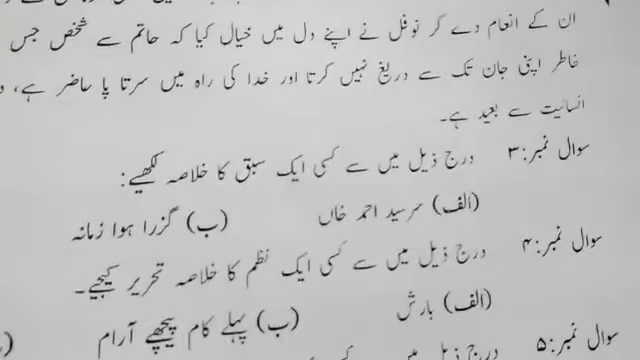 ان کے انعام دے کر نوفل نے اپنے دل میں خیال کیا کہ حاتم سے شخص جس
خاطر اپنی جان تک سے دریغ نہیں کرتا اور خدا کی راہ میں سرتا پا حاضر ہے،
انسانیت سے بعید ہے۔
سوال نمبر:۳ درج ذیل میں سے کسی ایک سبق کا خلاصہ لکھیے:
(الف) سرسید احمد خاں (ب) گزرا ہوا زمانہ
سوال نمبر:۴ درج ذیل میں سے کسی ایک نظم کا خلاصہ تحریر کیجیے۔
(الف) بارش (ب) پہلے کام پیچھے آرام
سوال نمبر:۵ درج ذیل میں سے کسی